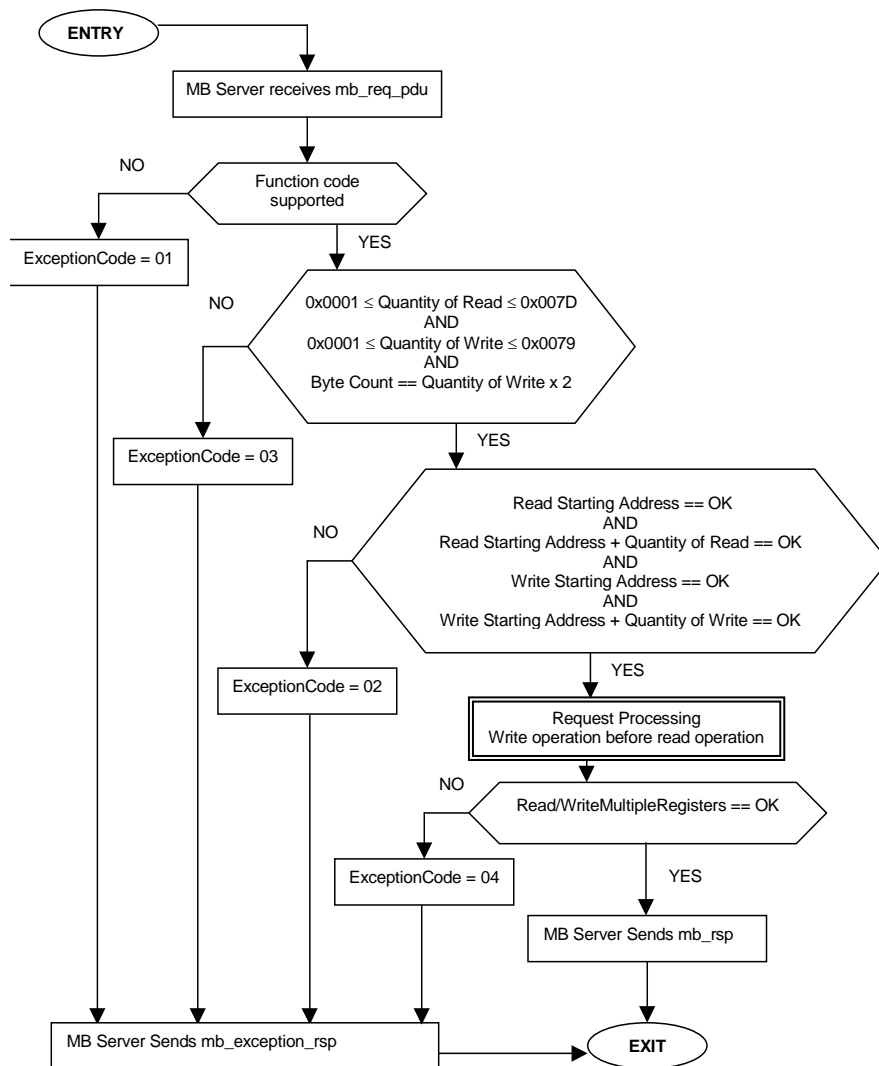 ENTRY
MB Server receives mb_req_pdu
NO
Function code
supported
YES
ExceptionCode = 01
NO
0x0001 ≤ Quantity of Read ≤ 0x007D
AND
0x0001 ≤ Quantity of Write ≤ 0x0079
AND
Byte Count == Quantity of Write x 2
YES
ExceptionCode = 03
NO
Read Starting Address == OK
AND
Read Starting Address + Quantity of Read == OK
AND
Write Starting Address == OK
AND
Write Starting Address + Quantity of Write == OK
YES
ExceptionCode = 02
Request Processing
Write operation before read operation
NO
Read/WriteMultipleRegisters == OK
YES
ExceptionCode = 04
MB Server Sends mb_rsp
MB Server Sends mb_exception_rsp
EXIT